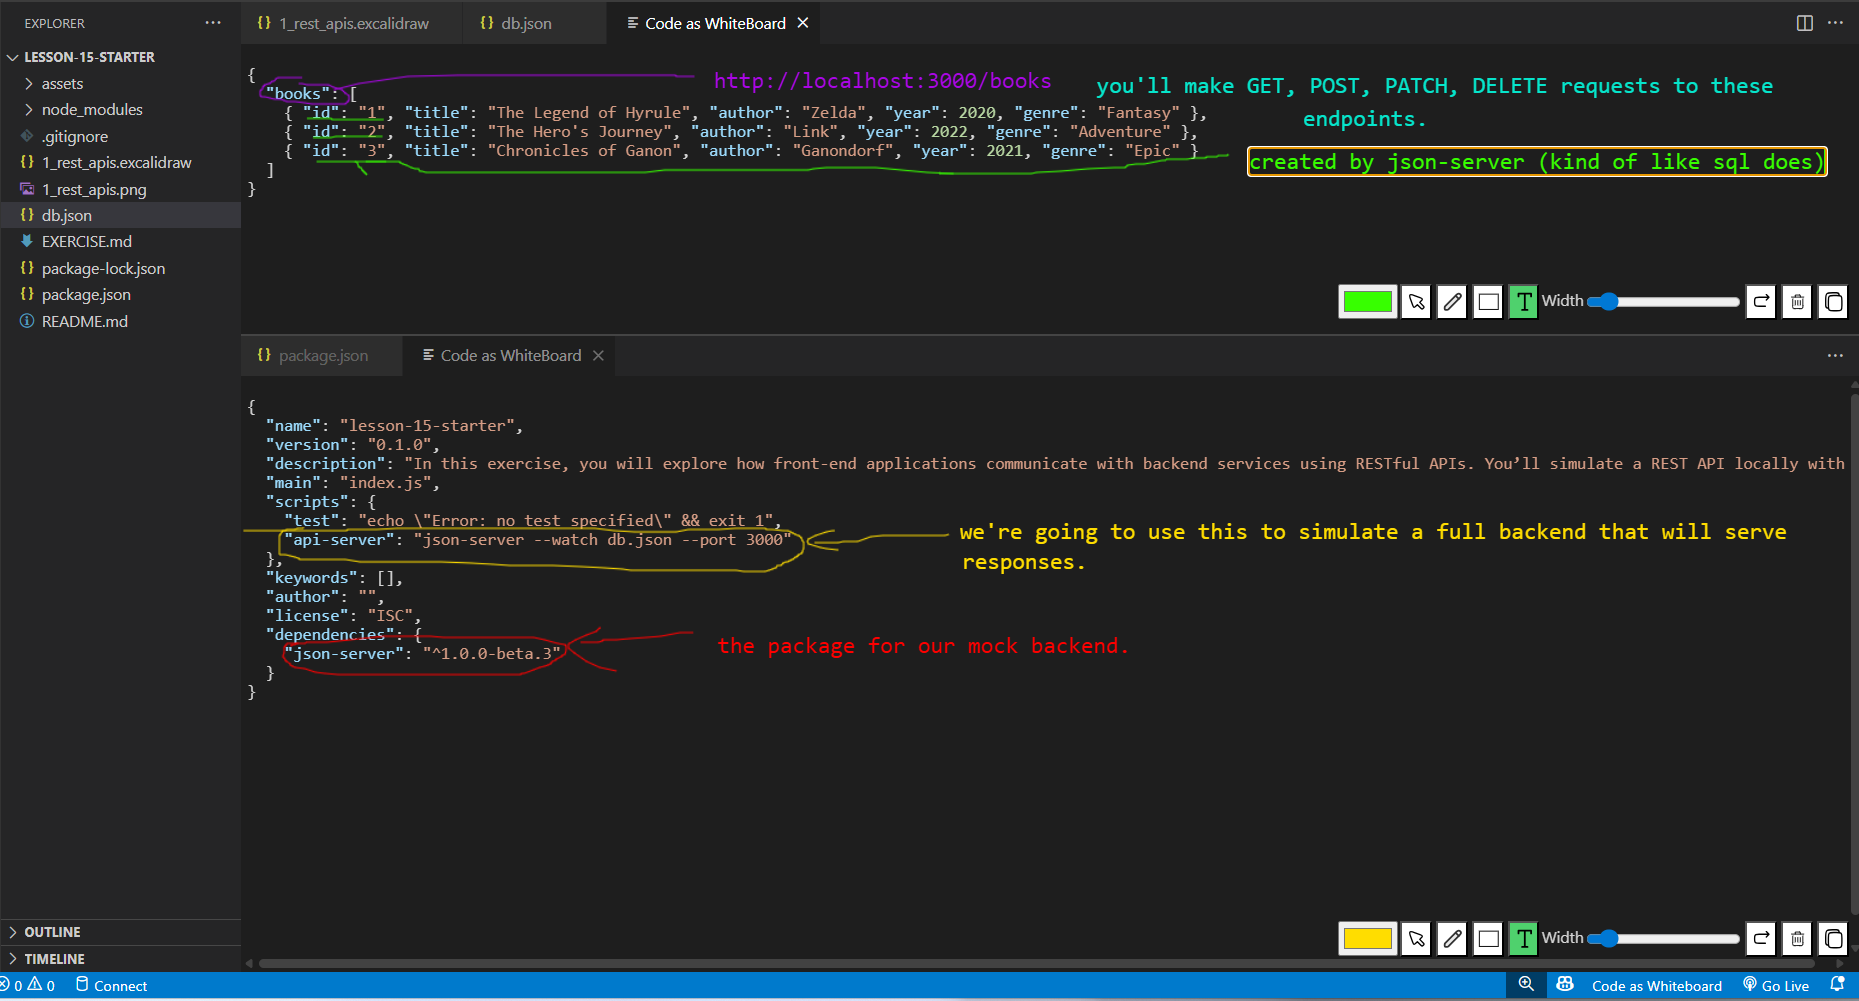 EXPLORER
LESSON-15-STARTER
assets
node_modules
.gitignore
1_rest_apis.excalidraw
1_rest_apis.png
db.json
EXERCISE.md
package-lock.json
package.json
README.md
OUTLINE
TIMELINE
1_rest_apis.excalidraw
db.json
Code as WhiteBoard
{
"books": [
{ "id": "1", "title": "The Legend of Hyrule", "author": "Zelda", "year": 2020, "genre": "Fantasy" },
{ "id": "2", "title": "The Hero's Journey", "author": "Link", "year": 2022, "genre": "Adventure" },
{ "id": "3", "title": "Chronicles of Ganon", "author": "Ganondorf", "year": 2021, "genre": "Epic" }
]
}
http://localhost:3000/books
you'll make GET, POST, PATCH, DELETE requests to these
endpoints.
created by json-server (kind of like sql does)
T Width
package.json
Code as WhiteBoard
{
"name": "lesson-15-starter",
"version": "0.1.0",
"description": "In this exercise, you will explore how front-end applications communicate with backend services using RESTful APIs. You’ll simulate a REST API locally with
"main": "index.js",
"scripts": {
"test": "echo \"Error: no test specified\" && exit 1",
"api-server": "json-server --watch db.json --port 3000"
},
"keywords": [],
"author": "",
"license": "ISC",
"dependencies": {
"json-server": "^1.0.0-beta.3"
}
}
we're going to use this to simulate a full backend that will serve
responses.
the package for our mock backend.
T Width
0 0 Connect
Code as Whiteboard
Go Live